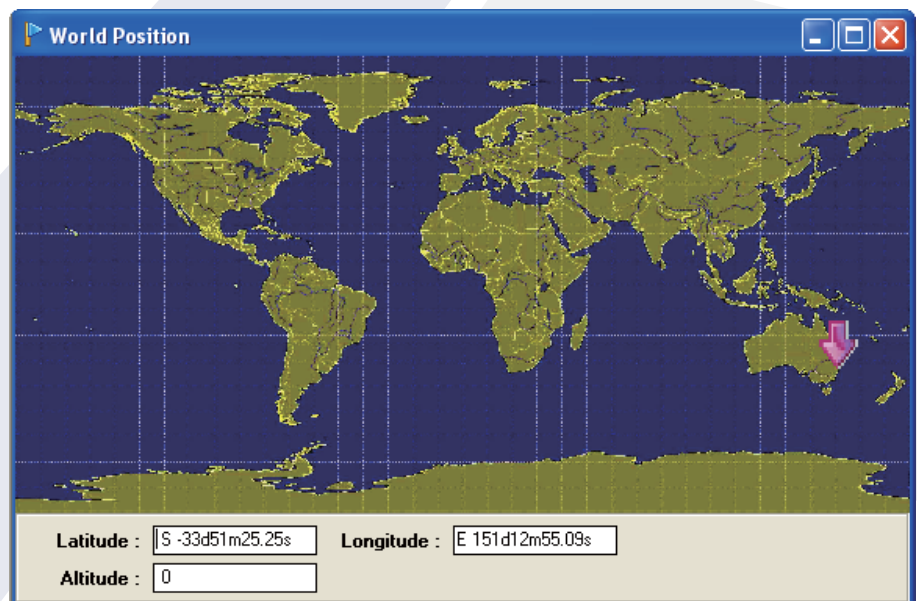 World Position
Latitude : S -33d51m25.25s Longitude : E 151d12m55.09s
Altitude : 0